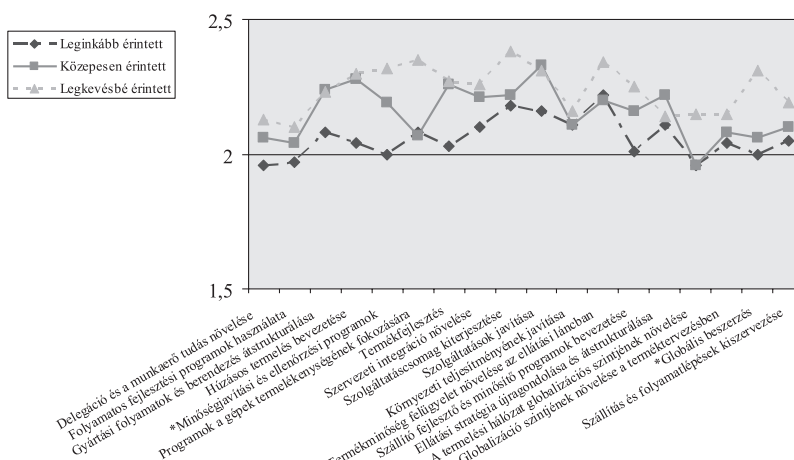 2,5
Leginkább érintett
Közepesen érintett
Legkevésbé érintett
2
1,5
Delegáció és a munkaerő tudás növelése
Folyamatos fejlesztési programok használata
Gyártási folyamatok és berendezés átstrukturálása
Húzásos termelés bevezetése
*Minőségjavítási és ellenőrzési programok
Programok a gépek termelékenységének fokozására
Termékfejlesztés
Szervezeti integráció növelése
Szolgáltatáscsomag kiterjesztése
Szolgáltatások javítása
Környezeti teljesítményének javítása
Termékminőség felügyelet növelése az ellátási láncban
Szállító fejlesztő és minősítő programok bevezetése
Ellátási stratégia újragondolása és átstrukturálása
A termelési hálózat globalizációs szintjének növelése
Globalizáció szintjének növelése a terméktervezésben
*Globális beszerzés
Szállítás és folyamatlépések kiszervezése